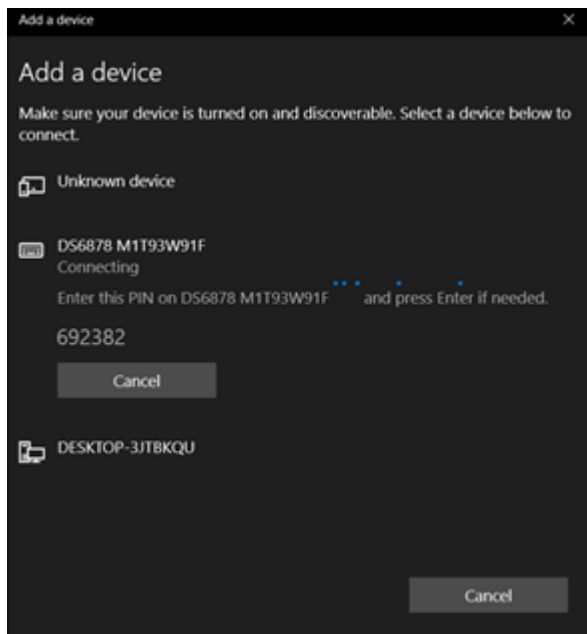 Add a device
Add a device
Make sure your device is turned on and discoverable. Select a device below to
connect.
Unknown device
DS6878 M1T93W91F
Connecting
Enter this PIN on DS6878 M1T93W91F and press Enter if needed.
692382
Cancel
DESKTOP-3JTBKQU
Cancel